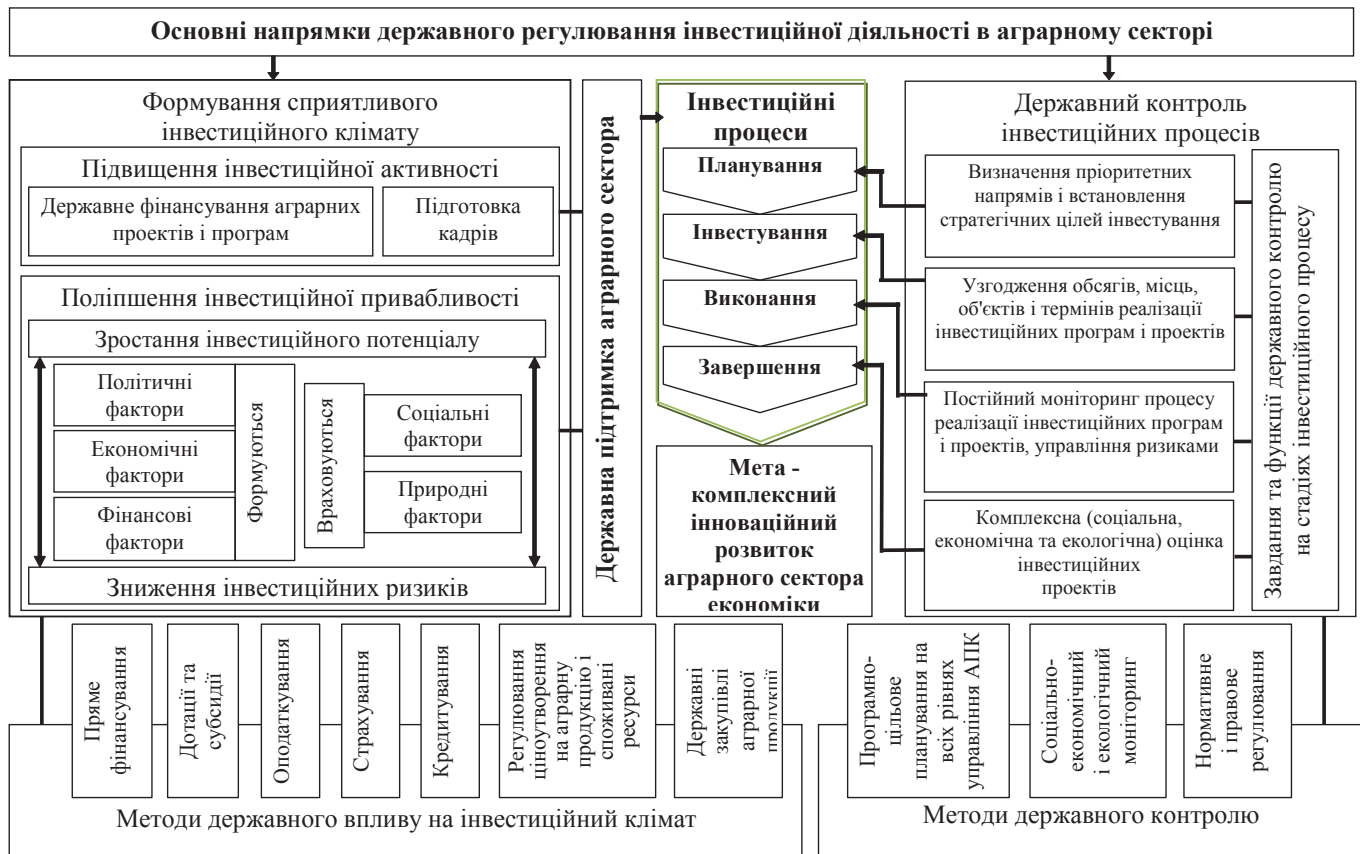 Основні напрямки державного регулювання інвестиційної діяльності в аграрному секторі
Формування сприятливого
інвестиційного клімату
Підвищення інвестиційної активності
Державне фінансування аграрних
проектів і програм
Підготовка
кадрів
Поліпшення інвестиційної привабливості
Зростання інвестиційного потенціалу
Політичні
фактори
Економічні
фактори
Фінансові
фактори
Формуються
Враховуються
Соціальні
фактори
Природні
фактори
Зниження інвестиційних ризиків
Державна підтримка аграрного сектора
Інвестиційні
процеси
Планування
Інвестування
Виконання
Завершення
Мета -
комплексний
інноваційний
розвиток
аграрного сектора
економіки
Державний контроль
інвестиційних процесів
Визначення пріоритетних
напрямів і встановлення
стратегічних цілей інвестування
Узгодження обсягів, місць,
об'єктів і термінів реалізації
інвестиційних програм і проектів
Постійний моніторинг процесу
реалізації інвестиційних програм
і проектів, управління ризиками
Комплексна (соціальна,
економічна та екологічна) оцінка
інвестиційних
проектів
Завдання та функції державного контролю
на стадіях інвестиційного процесу
Пряме
фінансування
Дотації та
субсидії
Оподаткування
Страхування
Кредитування
Регулювання
ціноутворення
на аграрну
продукцію і
споживані
ресурси
Державні
закупівлі
аграрної
продукції
Методи державного впливу на інвестиційний клімат
Програмно-
цільове
планування на
всіх рівнях
управління АПК
Соціально-
економічний
і екологічний
моніторинг
Нормативне
і правове
регулювання
Методи державного контролю